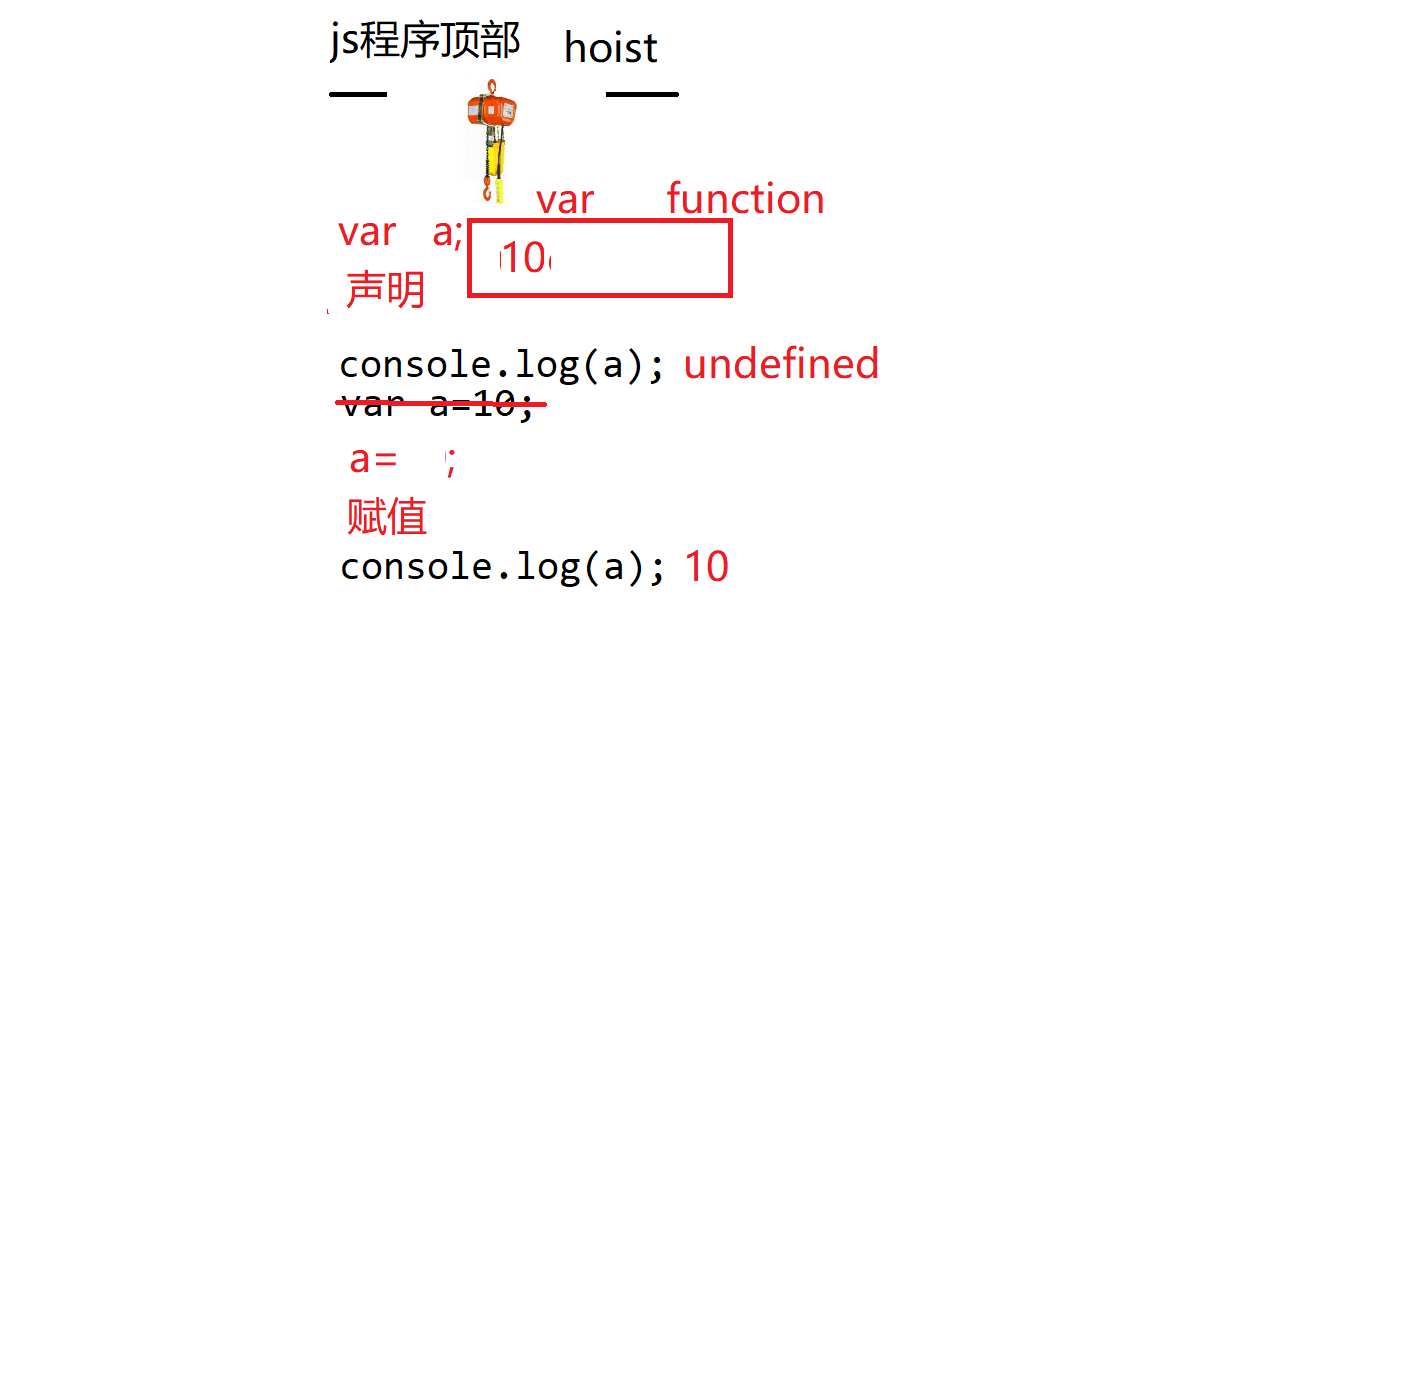 js程序顶部 hoist
var function
var a;
10
声明
console.log(a); undefined
var a=10;
a= ;
赋值
console.log(a); 10